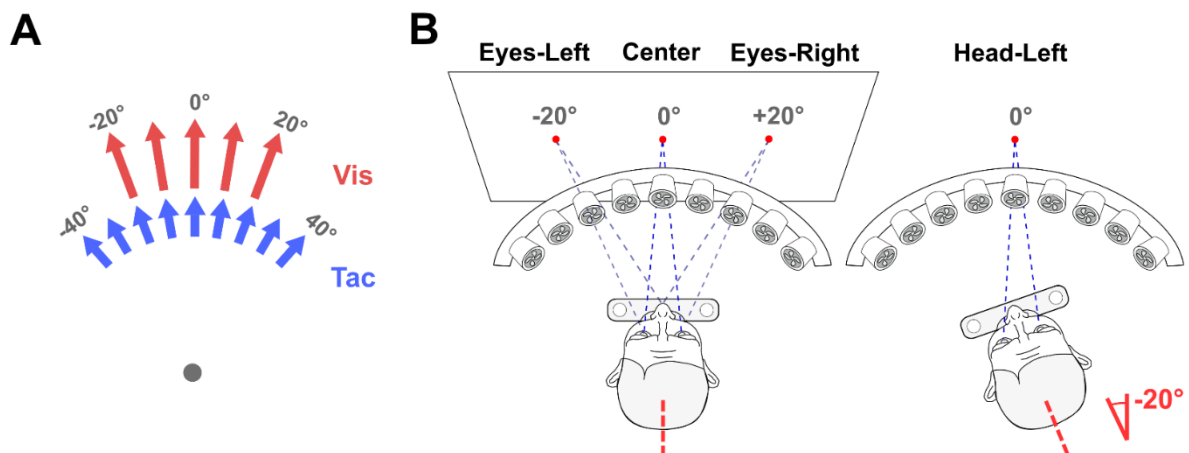 A
-20°
0°
20°
Vis
-40°
40°
Tac
B
Eyes-Left Center Eyes-Right
-20° 0° +20°
Head-Left
0°
-20°